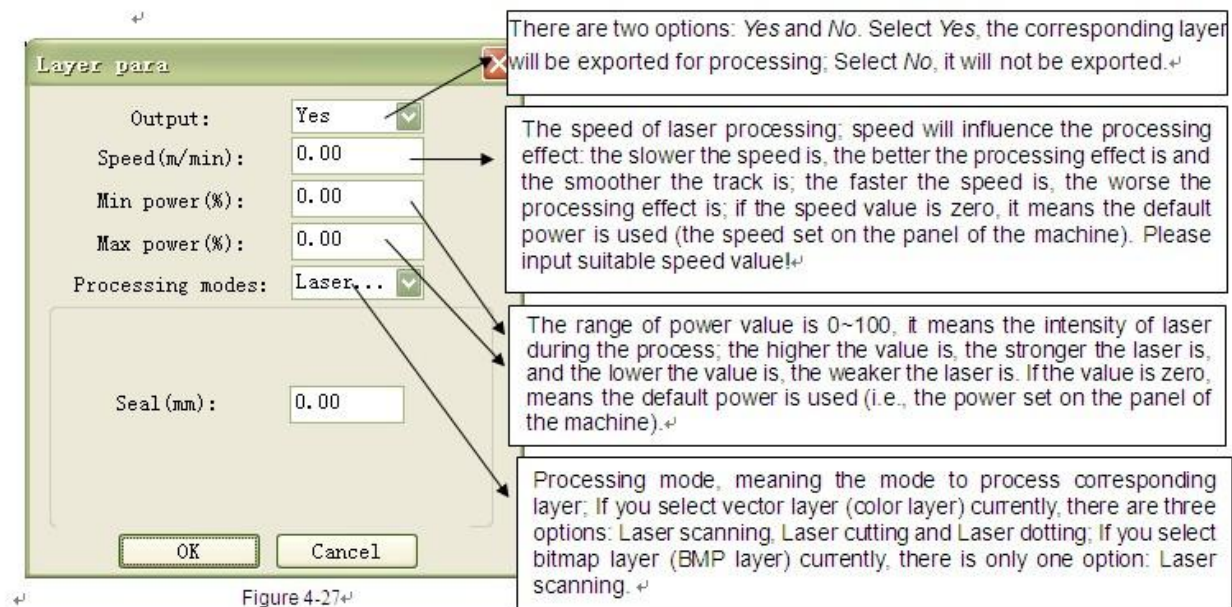 Layer para
Output:
Yes
Speed(m/min):
0.00
Min power(%):
0.00
Max power(%):
0.00
Processing modes:
Laser...
Seal(mm):
0.00
OK
Cancel
Figure 4-27
There are two options: Yes and No. Select Yes, the corresponding layer
will be exported for processing; Select No, it will not be exported.
The speed of laser processing; speed will influence the processing
effect: the slower the speed is, the better the processing effect is and
the smoother the track is; the faster the speed is, the worse the
processing effect is; if the speed value is zero, it means the default
power is used (the speed set on the panel of the machine). Please
input suitable speed value!
The range of power value is 0~100, it means the intensity of laser
during the process; the higher the value is, the stronger the laser is,
and the lower the value is, the weaker the laser is. If the value is zero,
means the default power is used (i.e., the power set on the panel of
the machine).
Processing mode, meaning the mode to process corresponding
layer; If you select vector layer (color layer) currently, there are three
options: Laser scanning, Laser cutting and Laser dotting; If you select
bitmap layer (BMP layer) currently, there is only one option: Laser
scanning.